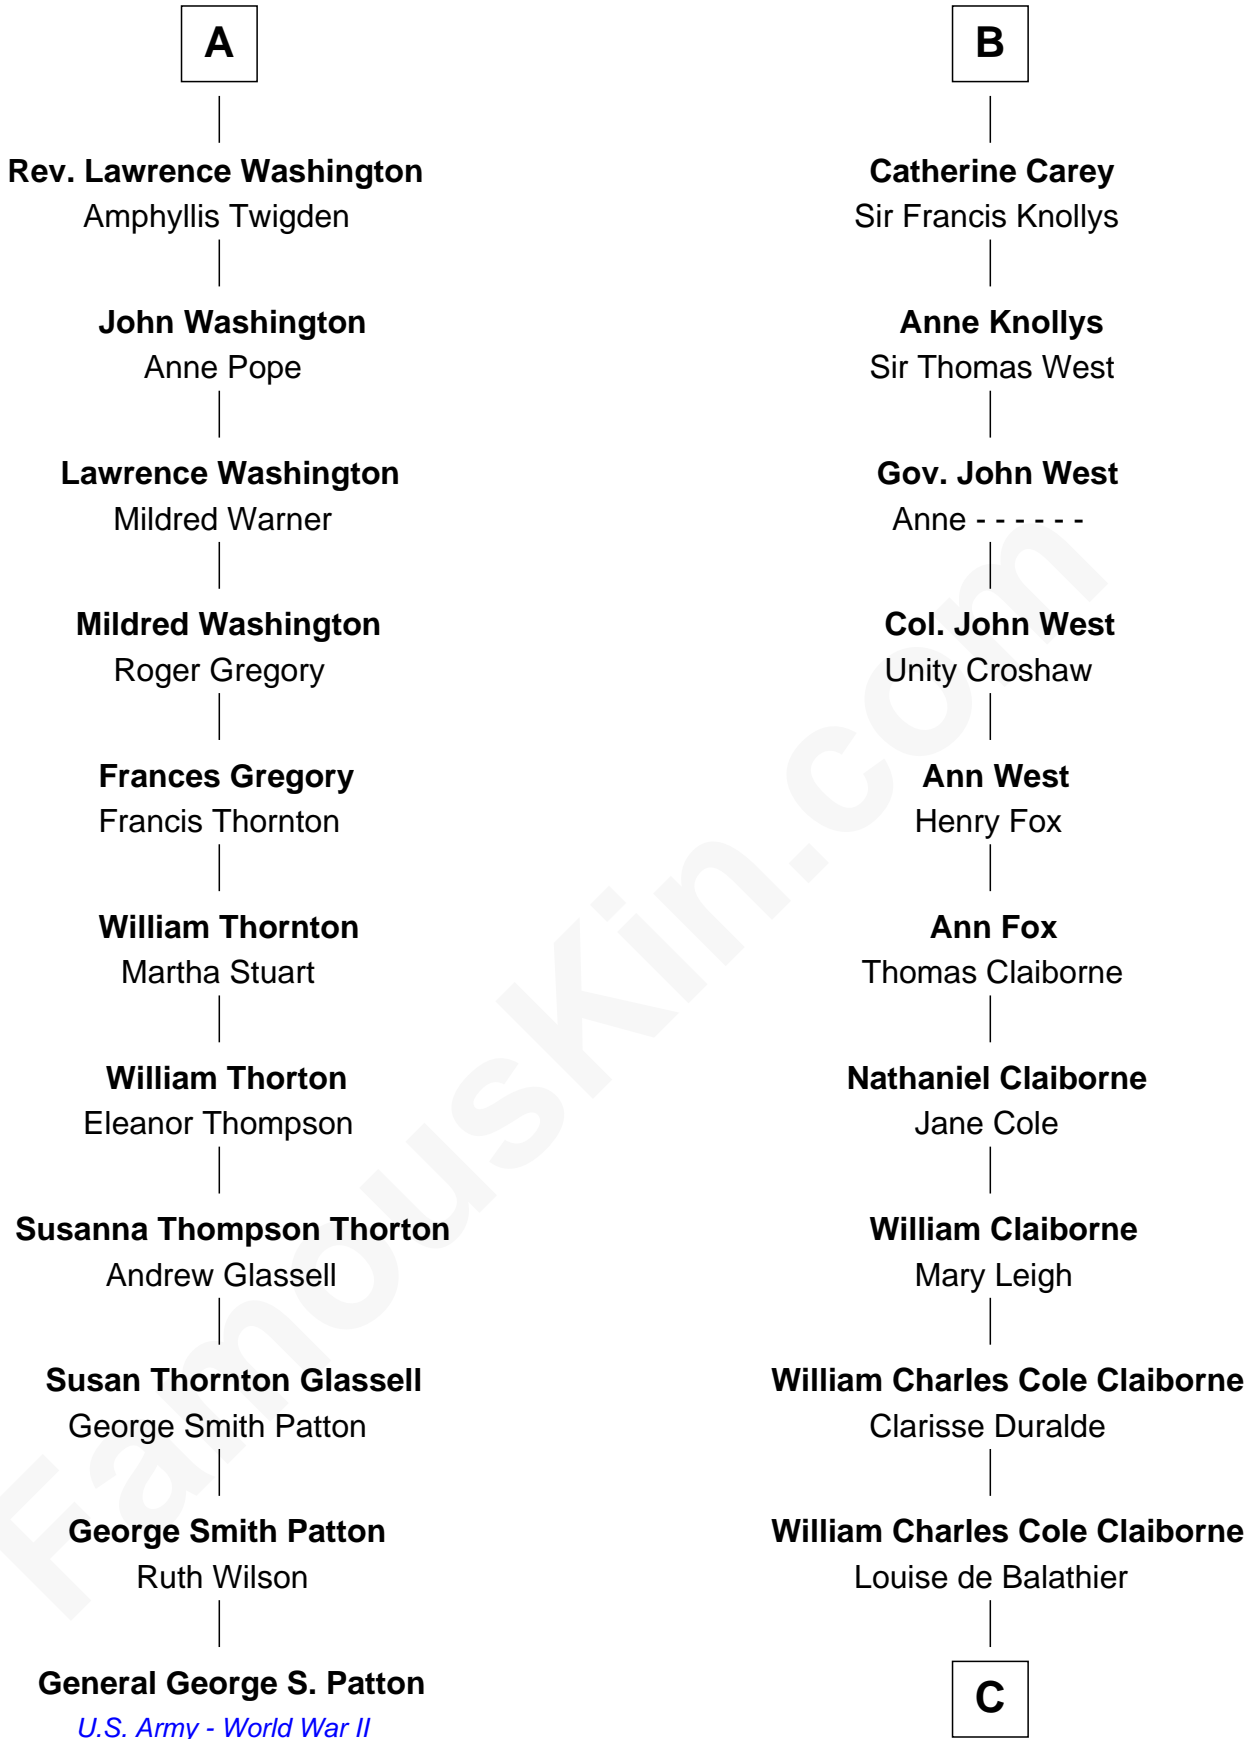 A
Rev. Lawrence Washington
Amphyllis Twigden
John Washington
Anne Pope
Lawrence Washington
Mildred Warner
Mildred Washington
Roger Gregory
Frances Gregory
Francis Thornton
William Thornton
Martha Stuart
William Thorton
Eleanor Thompson
Susanna Thompson Thorton
Andrew Glassell
Susan Thornton Glassell
George Smith Patton
George Smith Patton
Ruth Wilson
General George S. Patton
U.S. Army - World War II
B
Catherine Carey
Sir Francis Knollys
Anne Knollys
Sir Thomas West
Gov. John West
Anne - - - - - -
Col. John West
Unity Croshaw
Ann West
Henry Fox
Ann Fox
Thomas Claiborne
Nathaniel Claiborne
Jane Cole
William Claiborne
Mary Leigh
William Charles Cole Claiborne
Clarisse Duralde
William Charles Cole Claiborne
Louise de Balathier
C
FamousKin.com